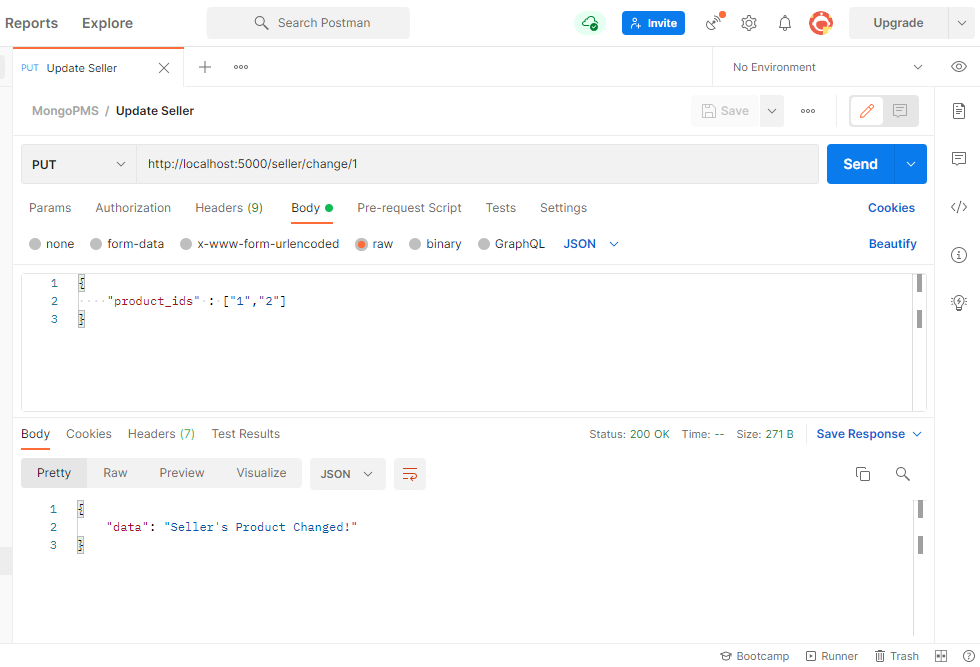 Reports Explore Search Postman Invite Upgrade
PUT Update Seller No Environment
MongoPMS / Update Seller Save
PUT http://localhost:5000/seller/change/1 Send
Params Authorization Headers (9) Body Pre-request Script Tests Settings Cookies
none form-data x-www-form-urlencoded raw binary GraphQL JSON Beautify
1 {
2 "product_ids" : ["1","2"]
3 }
Body Cookies Headers (7) Test Results Status: 200 OK Time: -- Size: 271 B Save Response
Pretty Raw Preview Visualize JSON
1 {
2 "data": "Seller's Product Changed!"
3 }
Bootcamp Runner Trash